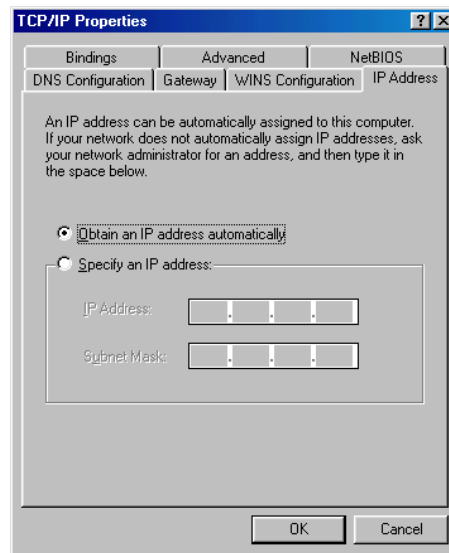 TCP/IP Properties
Bindings Advanced NetBIOS
DNS Configuration Gateway WINS Configuration IP Address
An IP address can be automatically assigned to this computer.
If your network does not automatically assign IP addresses, ask
your network administrator for an address, and then type it in
the space below.
Obtain an IP address automatically
Specify an IP address:
IP Address:
Subnet Mask:
OK Cancel